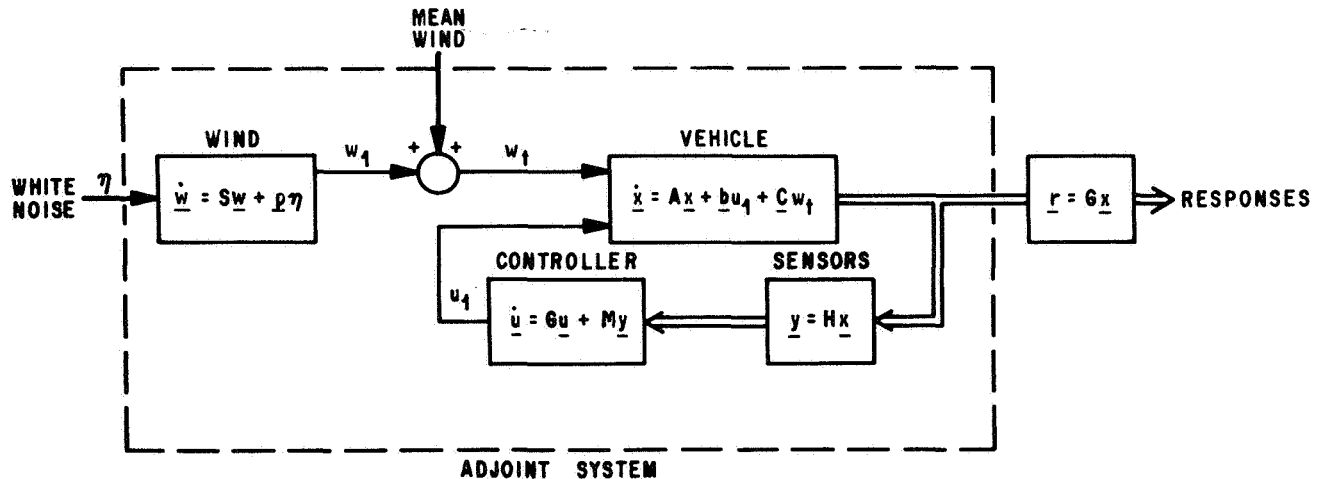 MEAN
WIND
WIND
VEHICLE
w₁
+ +
wₜ
WHITE
NOISE
η
ẇ = Sw + pη
ẋ = Ax + bu₁ + Cwₜ
r = Gx
RESPONSES
CONTROLLER
SENSORS
u₁
u̇ = Gu + My
y = Hx
ADJOINT SYSTEM